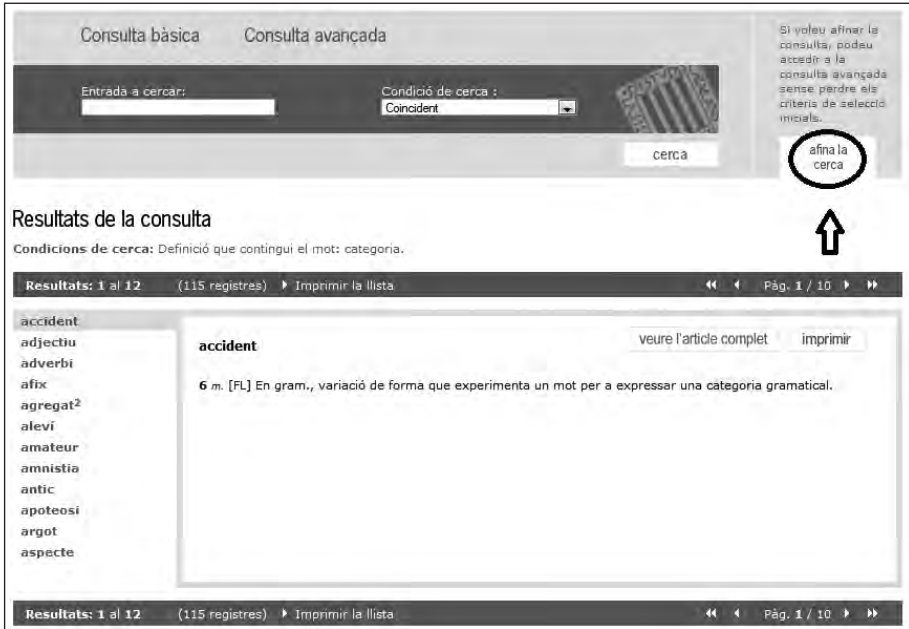 Consulta bàsica Consulta avançada
Si voleu afinar la
consulta, podeu
accedir a la
consulta avançada
sense perdre els
criteris de selecció
inicials.
Entrada a cercar:
Condició de cerca :
Coincident
cerca
afina la
cerca
Resultats de la consulta
Condicions de cerca: Definició que contingui el mot: categoria.
Resultats: 1 al 12 (115 registres) Imprimir la llista Pàg. 1 / 10
accident
adjectiu
adverbi
afix
agregat2
aleví
amateur
amnistia
antic
apoteosi
argot
aspecte
accident
veure l'article complet imprimir
6 m. [FL] En gram., variació de forma que experimenta un mot per a expressar una categoria gramatical.
Resultats: 1 al 12 (115 registres) Imprimir la llista Pàg. 1 / 10